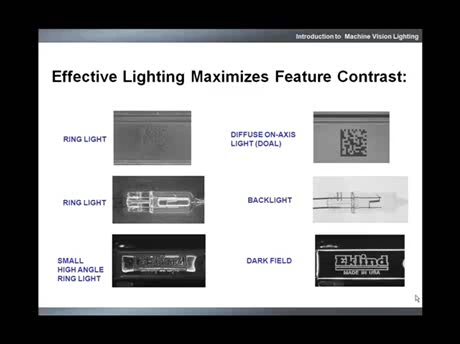 Introduction to Machine Vision Lighting
Effective Lighting Maximizes Feature Contrast:
RING LIGHT
DIFFUSE ON-AXIS
LIGHT (DOAL)
RING LIGHT
BACKLIGHT
SMALL
HIGH ANGLE
RING LIGHT
DARK FIELD
Eklind
MADE IN USA